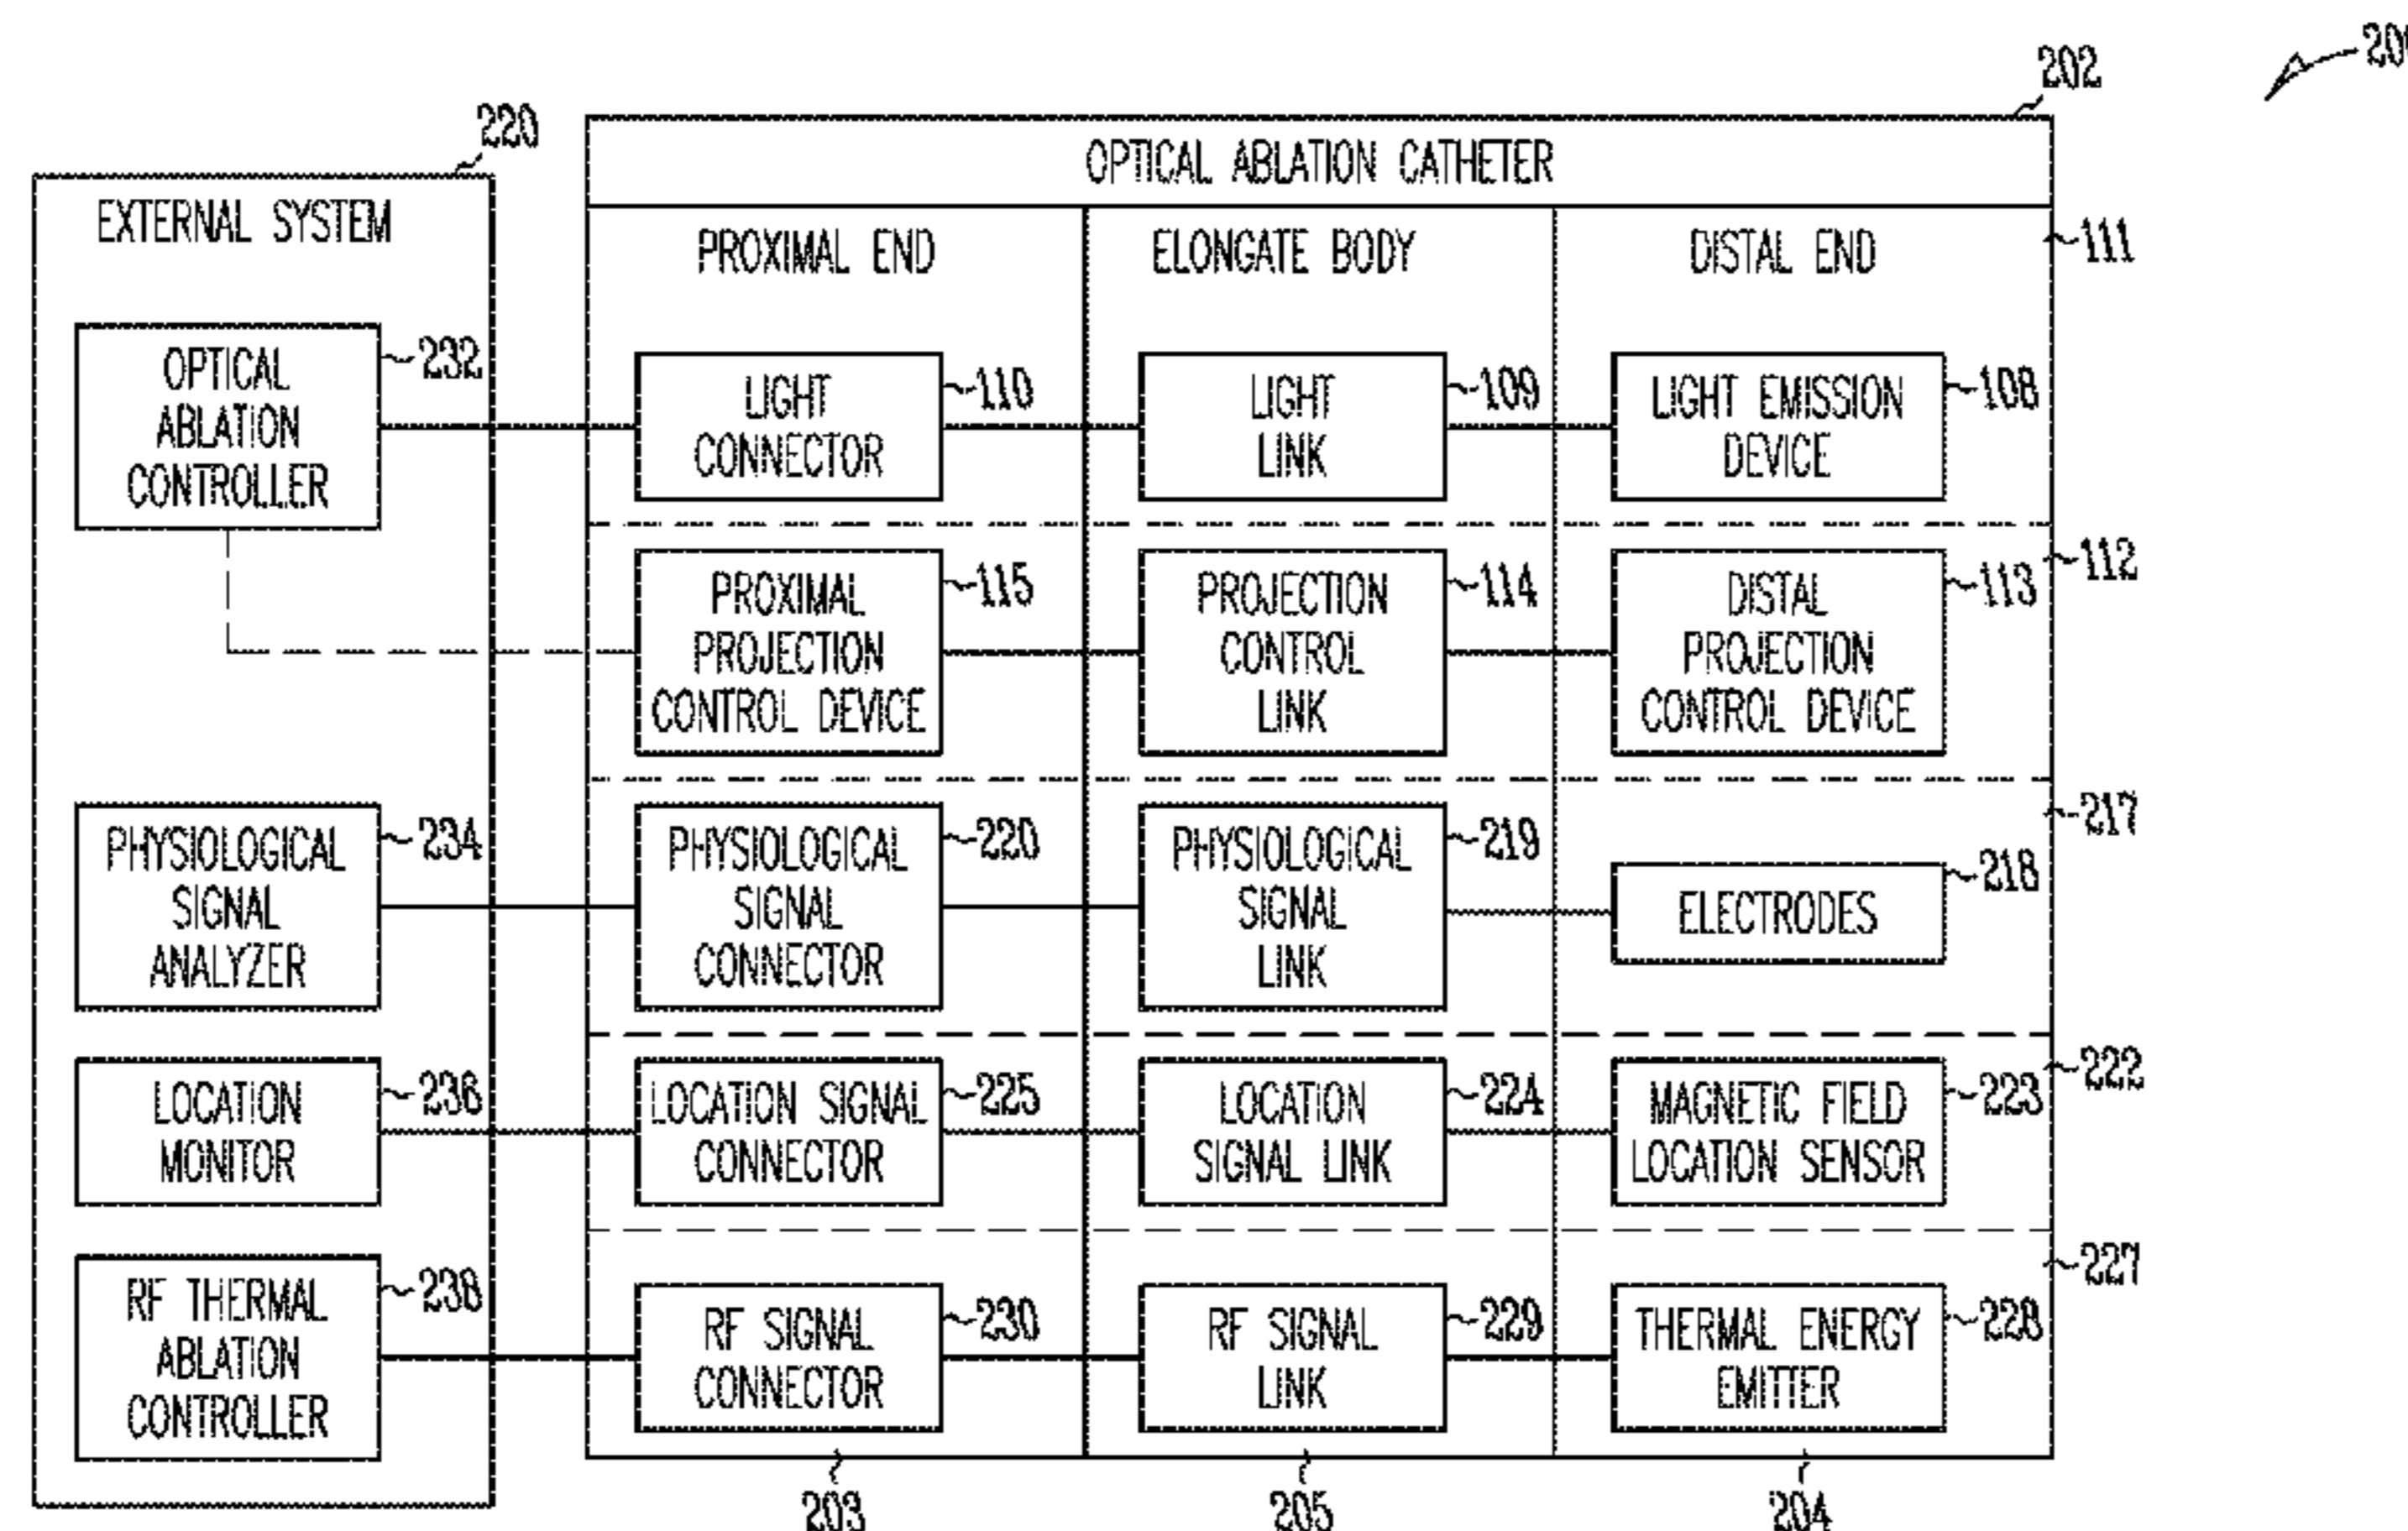 20
202
220
OPTICAL ABLATION CATHETER
EXTERNAL SYSTEM
PROXIMAL END
ELONGATE BODY
DISTAL END
111
OPTICAL
ABLATION
CONTROLLER
232
LIGHT
CONNECTOR
110
LIGHT
LINK
109
LIGHT EMISSION
DEVICE
108
PROXIMAL
PROJECTION
CONTROL DEVICE
115
PROJECTION
CONTROL
LINK
114
DISTAL
PROJECTION
CONTROL DEVICE
113
112
PHYSIOLOGICAL
SIGNAL
ANALYZER
234
PHYSIOLOGICAL
SIGNAL
CONNECTOR
220
PHYSIOLOGICAL
SIGNAL
LINK
219
ELECTRODES
218
217
LOCATION
MONITOR
236
LOCATION SIGNAL
CONNECTOR
225
LOCATION
SIGNAL LINK
224
MAGNETIC FIELD
LOCATION SENSOR
223
222
RF THERMAL
ABLATION
CONTROLLER
238
RF SIGNAL
CONNECTOR
230
RF SIGNAL
LINK
229
THERMAL ENERGY
EMITTER
228
227
203
205
204